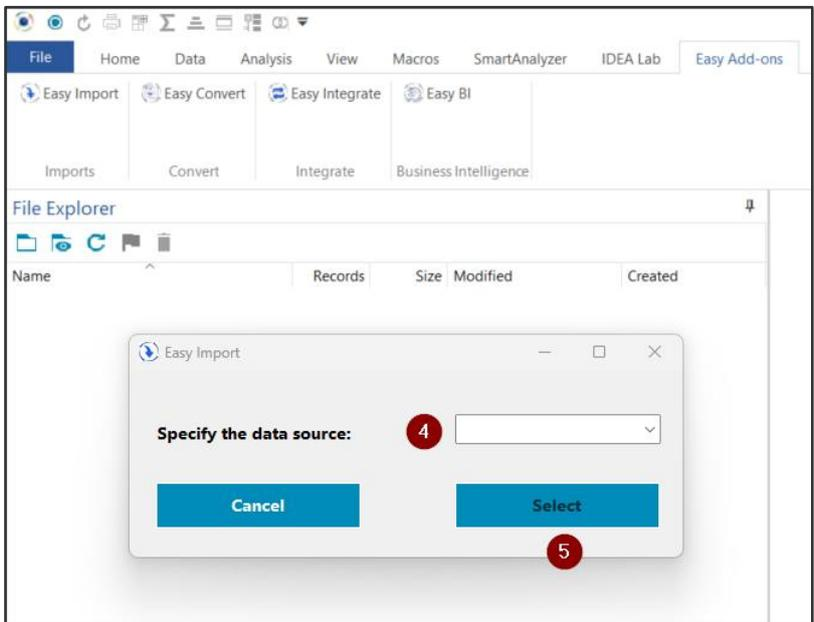 File Home Data Analysis View Macros SmartAnalyzer IDEA Lab Easy Add-ons
Easy Import Easy Convert Easy Integrate Easy BI
Imports Convert Integrate Business Intelligence
File Explorer
Name Records Size Modified Created
Easy Import
Specify the data source: 4
Cancel Select
5